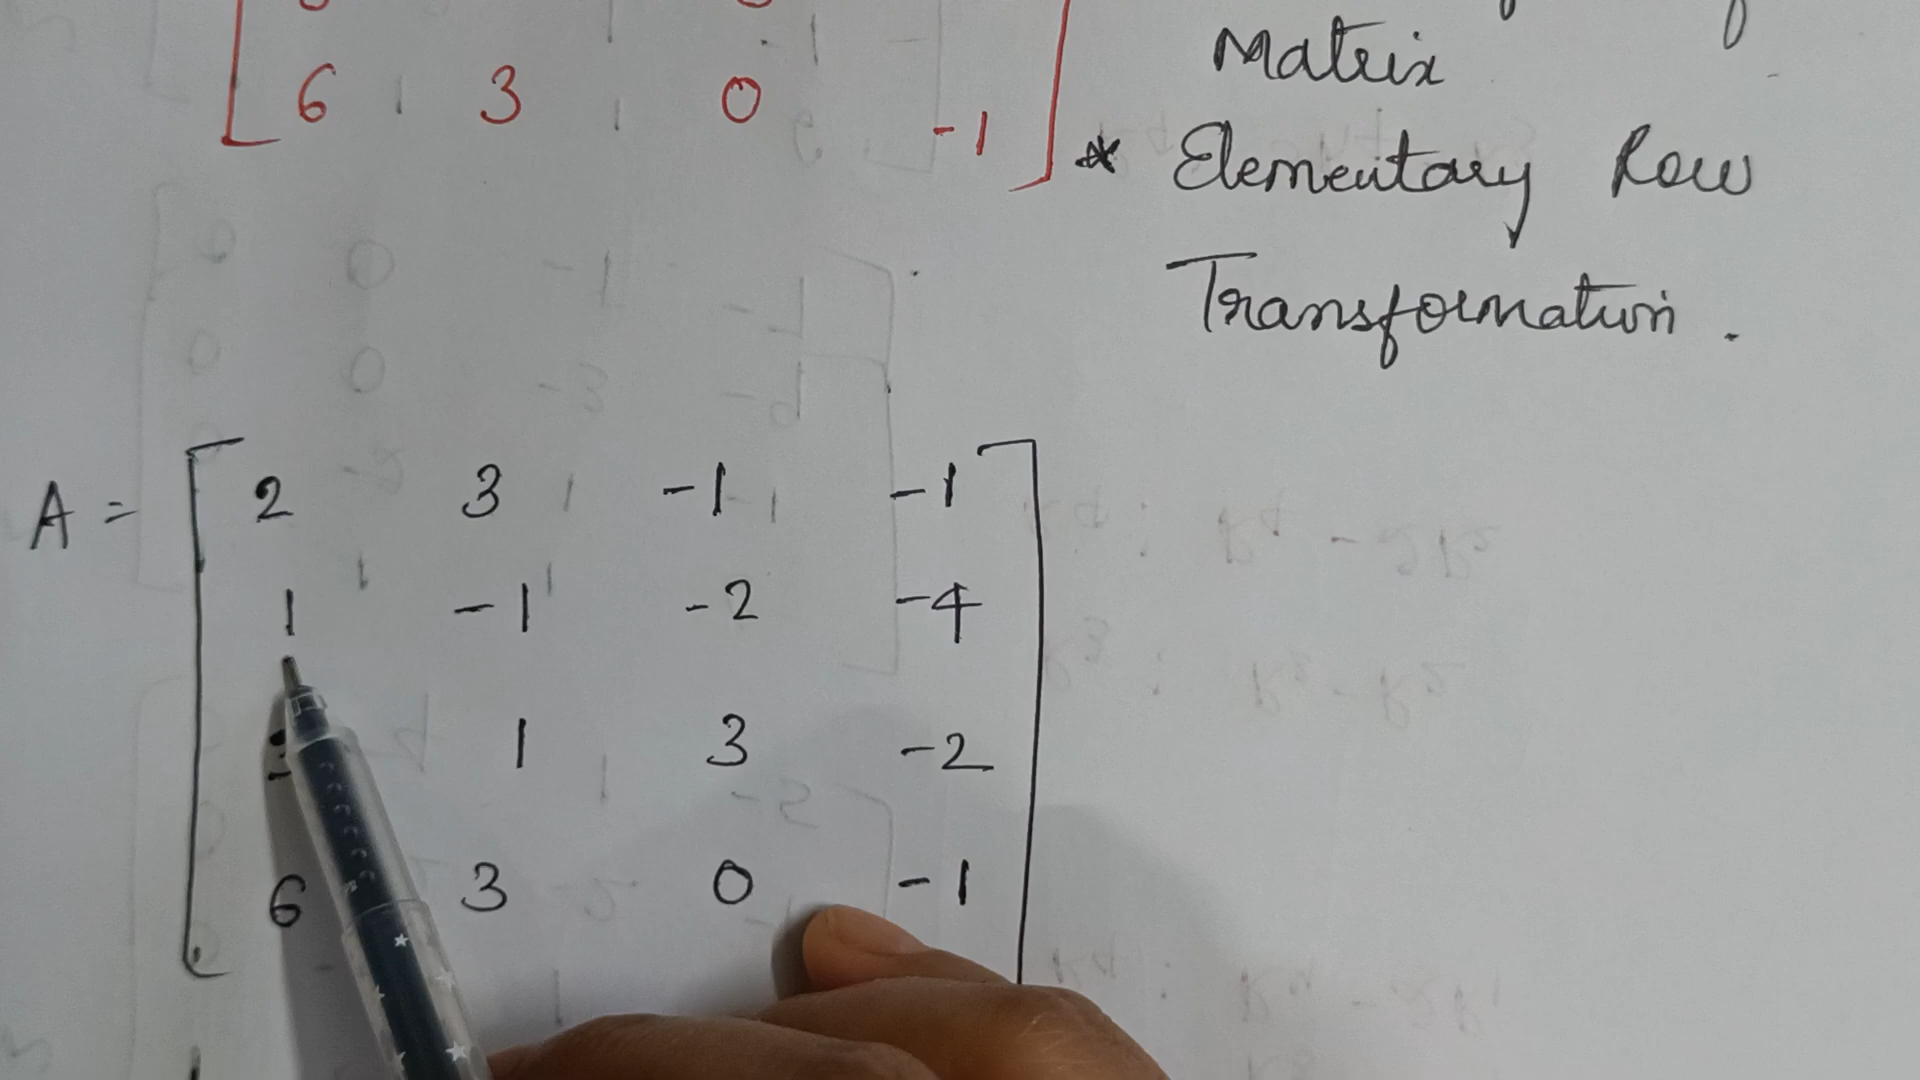 6 3 0 -1
Matrix
* Elementary Row
Transformation.
A = 2 3 -1 -1
1 -1 -2 -4
1 3 -2
6 3 0 -1